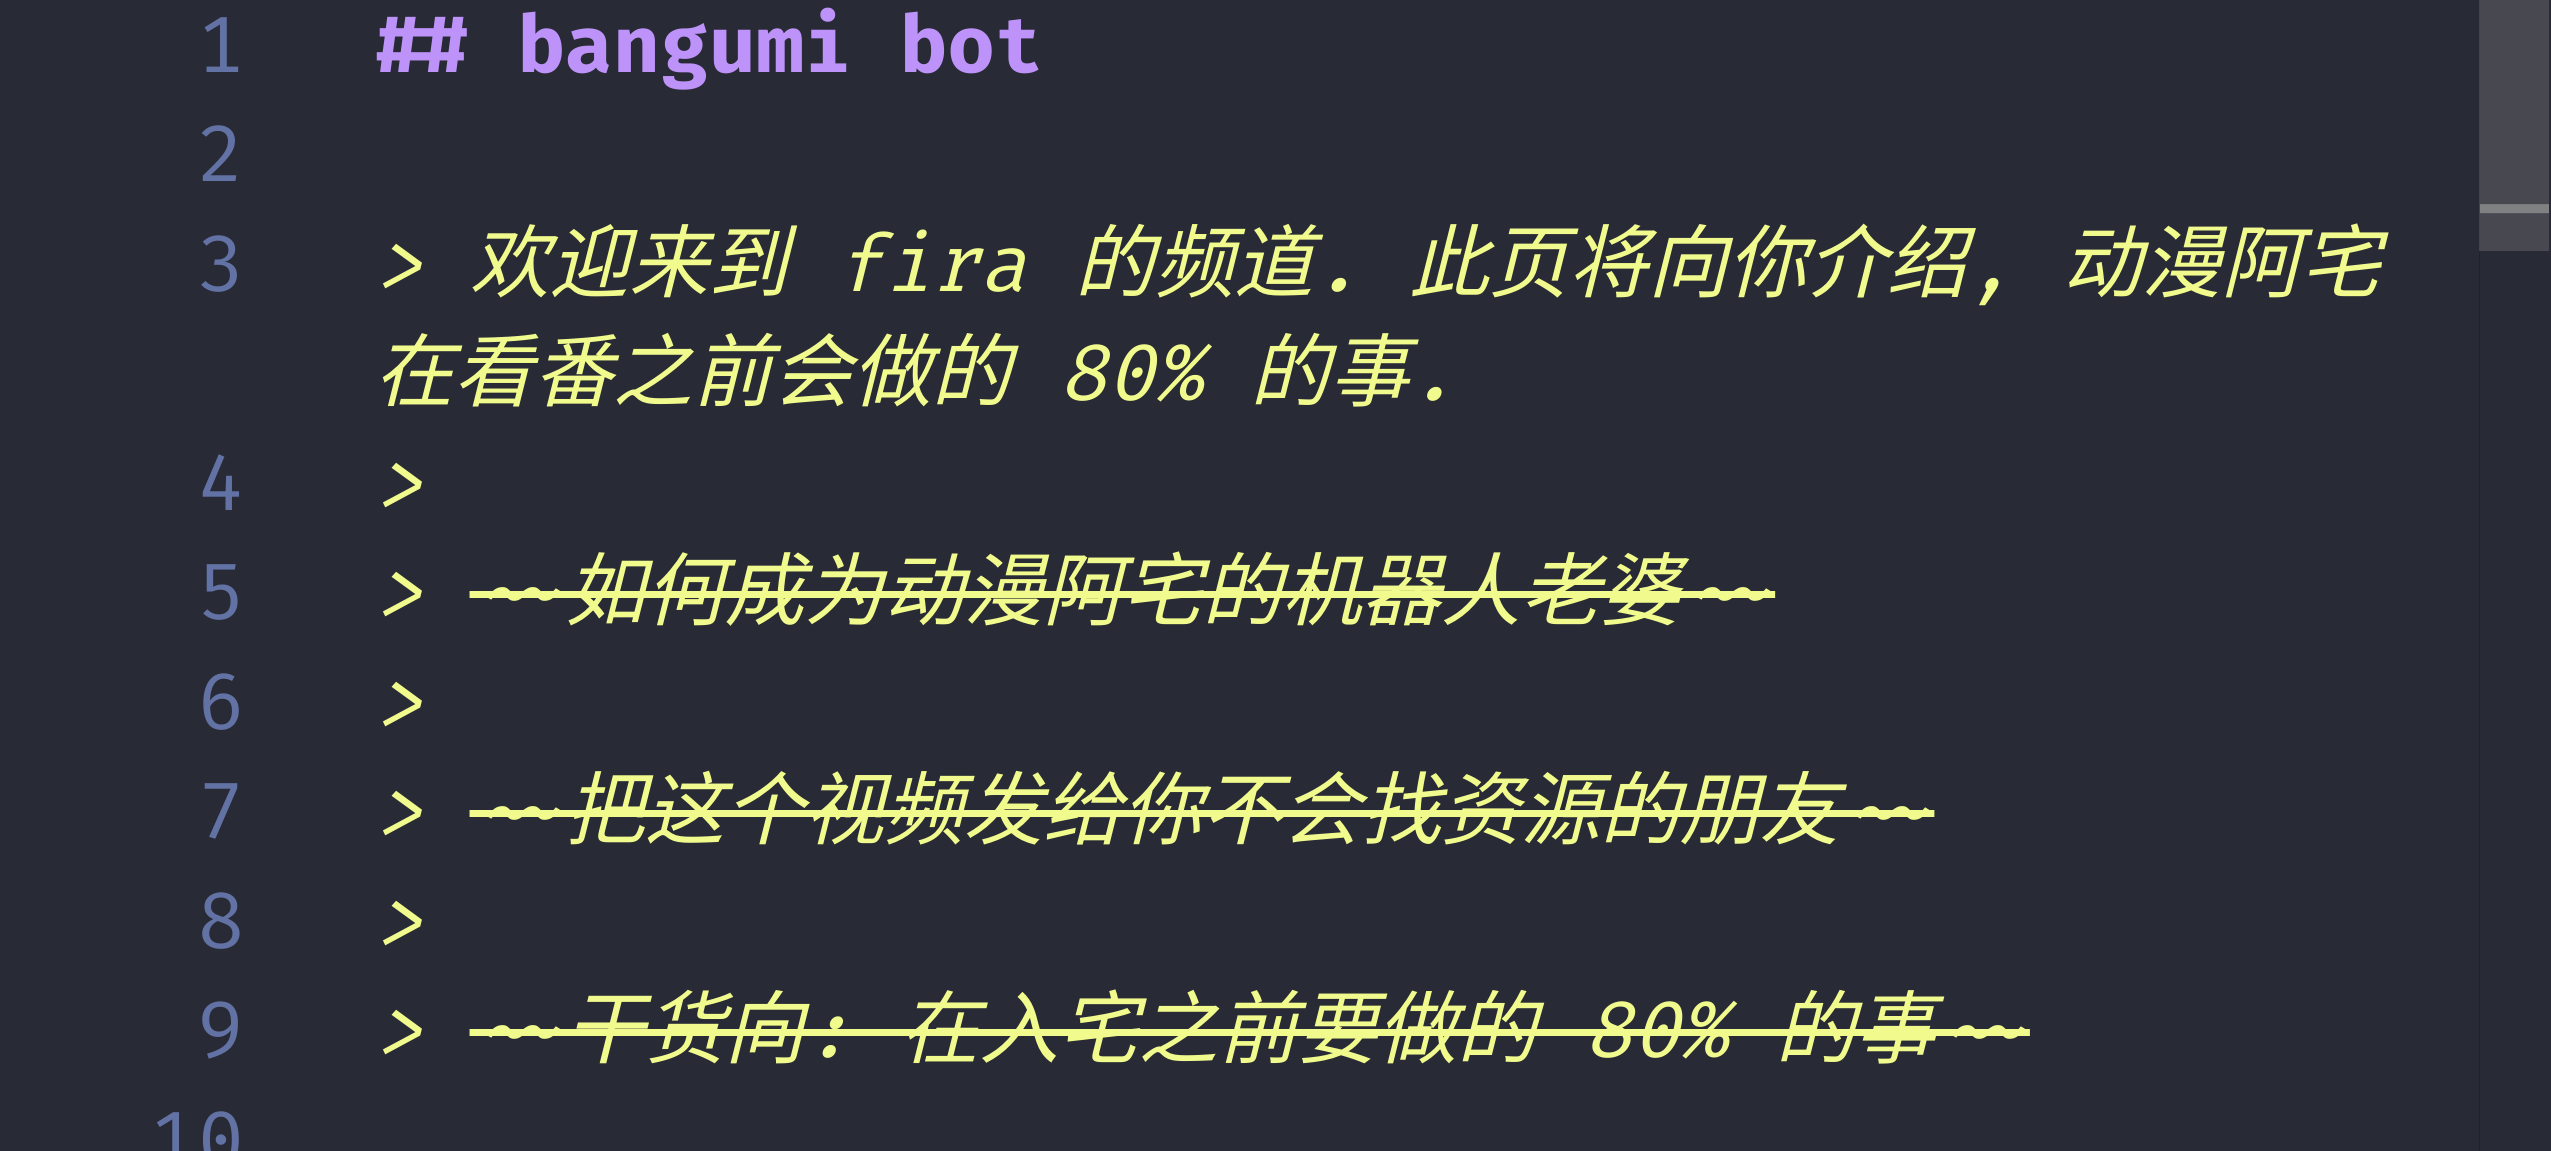 1 ## bangumi bot
2
3 > 欢迎来到 fira 的频道. 此页将向你介绍, 动漫阿宅
在看番之前会做的 80% 的事.
4 >
5 > ~~如何成为动漫阿宅的机器人老婆~~
6 >
7 > ~~把这个视频发给你不会找资源的朋友~~
8 >
9 > ~~干货向: 在入宅之前要做的 80% 的事~~
10